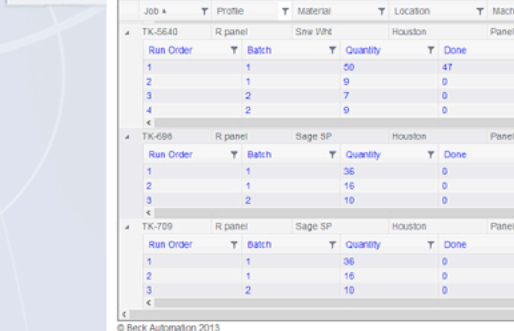 Job Profile Material Location Mach
TK-5640 R panel Snw Wht Houston Panel
Run Order Batch Quantity Done
1 1 50 47
2 1 9 0
3 2 7 0
4 2 9 0
TK-696 R panel Sage SP Houston Panel
Run Order Batch Quantity Done
1 1 36 0
2 1 16 0
3 2 10 0
TK-709 R panel Sage SP Houston Panel
Run Order Batch Quantity Done
1 1 36 0
2 1 16 0
3 2 10 0
© Beck Automation 2013